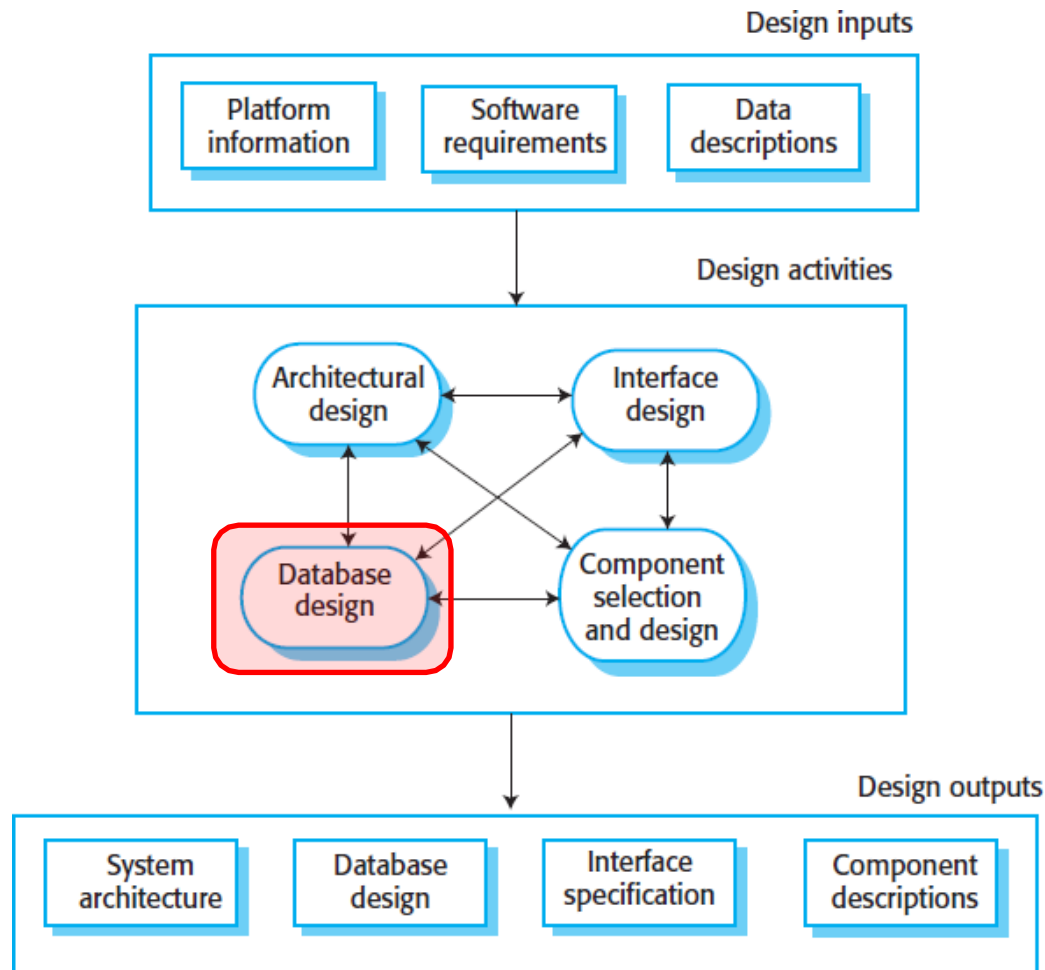 Design inputs
Platform
information
Software
requirements
Data
descriptions
Design activities
Architectural
design
Interface
design
Database
design
Component
selection
and design
Design outputs
System
architecture
Database
design
Interface
specification
Component
descriptions